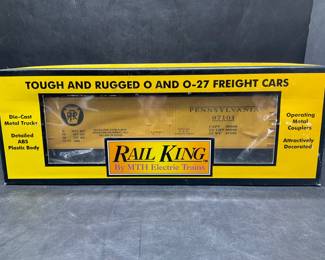 TOUGH AND RUGGED O AND O-27 FREIGHT CARS
Die-Cast
Metal Trucks
Detailed
ABS
Plastic Body
PENNSYLVANIA
Operating
Metal
Couplers
Attractively
Decorated
RAIL KING
By MTH Electric Trains